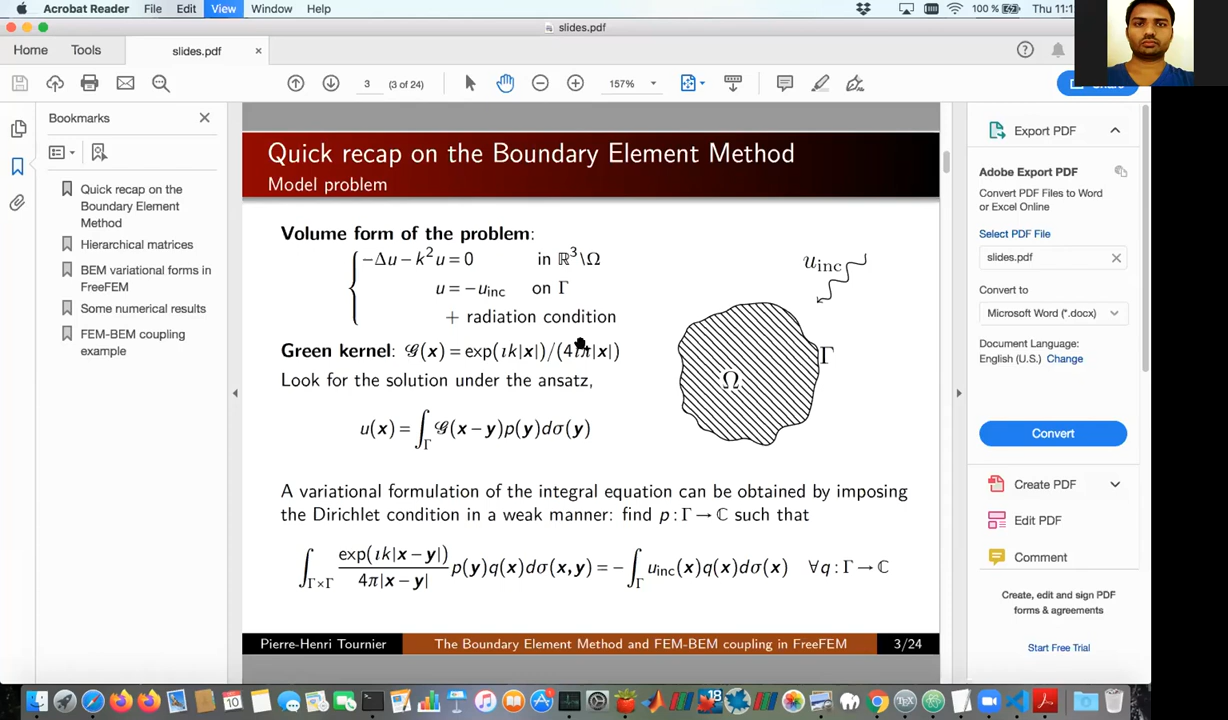 Acrobat Reader File Edit View Window Help 100 % Thu 11:1
slides.pdf
Home Tools slides.pdf ×
3 (3 of 24) 157%
Bookmarks
Quick recap on the Boundary Element Method
Hierarchical matrices
BEM variational forms in FreeFEM
Some numerical results
FEM-BEM coupling example
Quick recap on the Boundary Element Method
Model problem
Volume form of the problem:
−Δu − k²u = 0 in ℝ³\Ω
u = −u_inc on Γ
+ radiation condition
Green kernel: 𝒢(x) = exp(ık|x|)/(4π|x|)
Look for the solution under the ansatz,
u(x) = ∫_Γ 𝒢(x−y)p(y)dσ(y)
u_inc
Γ
Ω
A variational formulation of the integral equation can be obtained by imposing
the Dirichlet condition in a weak manner: find p : Γ → ℂ such that
∫_Γ×Γ exp(ık|x − y|)/4π|x − y| p(y)q(x)dσ(x,y) = − ∫_Γ u_inc(x)q(x)dσ(x) ∀q : Γ → ℂ
Pierre-Henri Tournier The Boundary Element Method and FEM-BEM coupling in FreeFEM 3/24
Export PDF
Adobe Export PDF
Convert PDF Files to Word
or Excel Online
Select PDF File
slides.pdf ×
Convert to
Microsoft Word (*.docx)
Document Language:
English (U.S.) Change
Convert
Create PDF
Edit PDF
Comment
Create, edit and sign PDF
forms & agreements
Start Free Trial
10
18